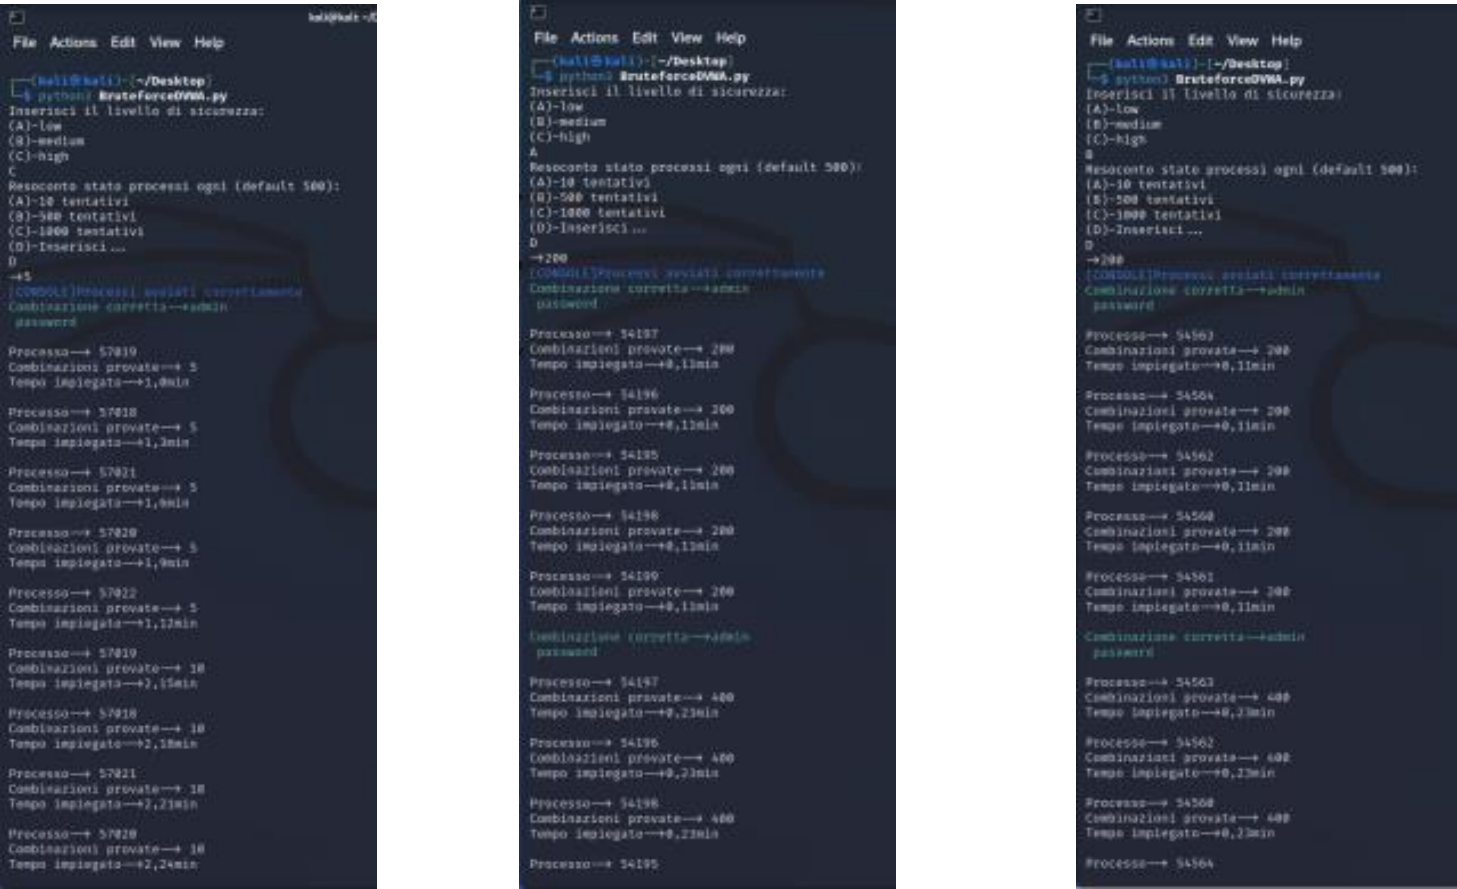 kali@kali: ~/D
File Actions Edit View Help
(kali㉿kali)-[~/Desktop]
$ python3 BruteforceDVWA.py
Inserisci il livello di sicurezza:
(A)-low
(B)-medium
(C)-high
C
Resoconto stato processi ogni (default 500):
(A)-10 tentativi
(B)-500 tentativi
(C)-1000 tentativi
(D)-Inserisci...
D
→5
[CONSOLE]Processi avviati correttamente
Combinazione corretta→admin
password
Processo→ 57019
Combinazioni provate→ 5
Tempo impiegato→1,0min
Processo→ 57018
Combinazioni provate→ 5
Tempo impiegato→1,3min
Processo→ 57021
Combinazioni provate→ 5
Tempo impiegato→1,6min
Processo→ 57020
Combinazioni provate→ 5
Tempo impiegato→1,9min
Processo→ 57022
Combinazioni provate→ 5
Tempo impiegato→1,12min
Processo→ 57019
Combinazioni provate→ 10
Tempo impiegato→2,15min
Processo→ 57018
Combinazioni provate→ 10
Tempo impiegato→2,18min
Processo→ 57021
Combinazioni provate→ 10
Tempo impiegato→2,21min
Processo→ 57020
Combinazioni provate→ 10
Tempo impiegato→2,24min
File Actions Edit View Help
(kali㉿kali)-[~/Desktop]
$ python3 BruteforceDVWA.py
Inserisci il livello di sicurezza:
(A)-low
(B)-medium
(C)-high
A
Resoconto stato processi ogni (default 500):
(A)-10 tentativi
(B)-500 tentativi
(C)-1000 tentativi
(D)-Inserisci...
D
→200
[CONSOLE]Processi avviati correttamente
Combinazione corretta→admin
password
Processo→ 54197
Combinazioni provate→ 200
Tempo impiegato→0,11min
Processo→ 54196
Combinazioni provate→ 200
Tempo impiegato→0,11min
Processo→ 54195
Combinazioni provate→ 200
Tempo impiegato→0,11min
Processo→ 54198
Combinazioni provate→ 200
Tempo impiegato→0,11min
Processo→ 54199
Combinazioni provate→ 200
Tempo impiegato→0,11min
Combinazione corretta→admin
password
Processo→ 54197
Combinazioni provate→ 400
Tempo impiegato→0,23min
Processo→ 54196
Combinazioni provate→ 400
Tempo impiegato→0,23min
Processo→ 54198
Combinazioni provate→ 400
Tempo impiegato→0,23min
Processo→ 54195
File Actions Edit View Help
(kali㉿kali)-[~/Desktop]
$ python3 BruteforceDVWA.py
Inserisci il livello di sicurezza:
(A)-low
(B)-medium
(C)-high
B
Resoconto stato processi ogni (default 500):
(A)-10 tentativi
(B)-500 tentativi
(C)-1000 tentativi
(D)-Inserisci...
D
→200
[CONSOLE]Processi avviati correttamente
Combinazione corretta→admin
password
Processo→ 54563
Combinazioni provate→ 200
Tempo impiegato→0,11min
Processo→ 54564
Combinazioni provate→ 200
Tempo impiegato→0,11min
Processo→ 54562
Combinazioni provate→ 200
Tempo impiegato→0,11min
Processo→ 54560
Combinazioni provate→ 200
Tempo impiegato→0,11min
Processo→ 54561
Combinazioni provate→ 200
Tempo impiegato→0,11min
Combinazione corretta→admin
password
Processo→ 54563
Combinazioni provate→ 400
Tempo impiegato→0,23min
Processo→ 54562
Combinazioni provate→ 400
Tempo impiegato→0,23min
Processo→ 54560
Combinazioni provate→ 400
Tempo impiegato→0,23min
Processo→ 54564